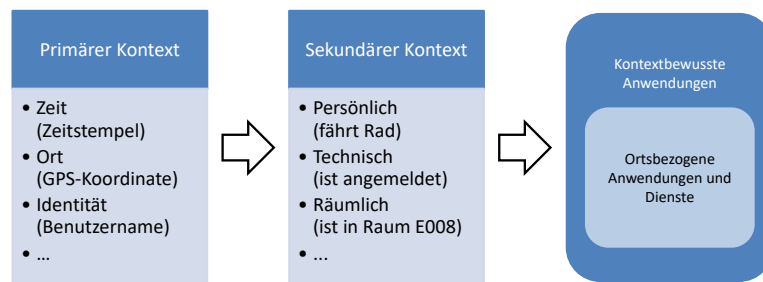 Primärer Kontext
• Zeit
(Zeitstempel)
• Ort
(GPS-Koordinate)
• Identität
(Benutzername)
• …
Sekundärer Kontext
• Persönlich
(fährt Rad)
• Technisch
(ist angemeldet)
• Räumlich
(ist in Raum E008)
• ...
Kontextbewusste
Anwendungen
Ortsbezogene
Anwendungen und
Dienste